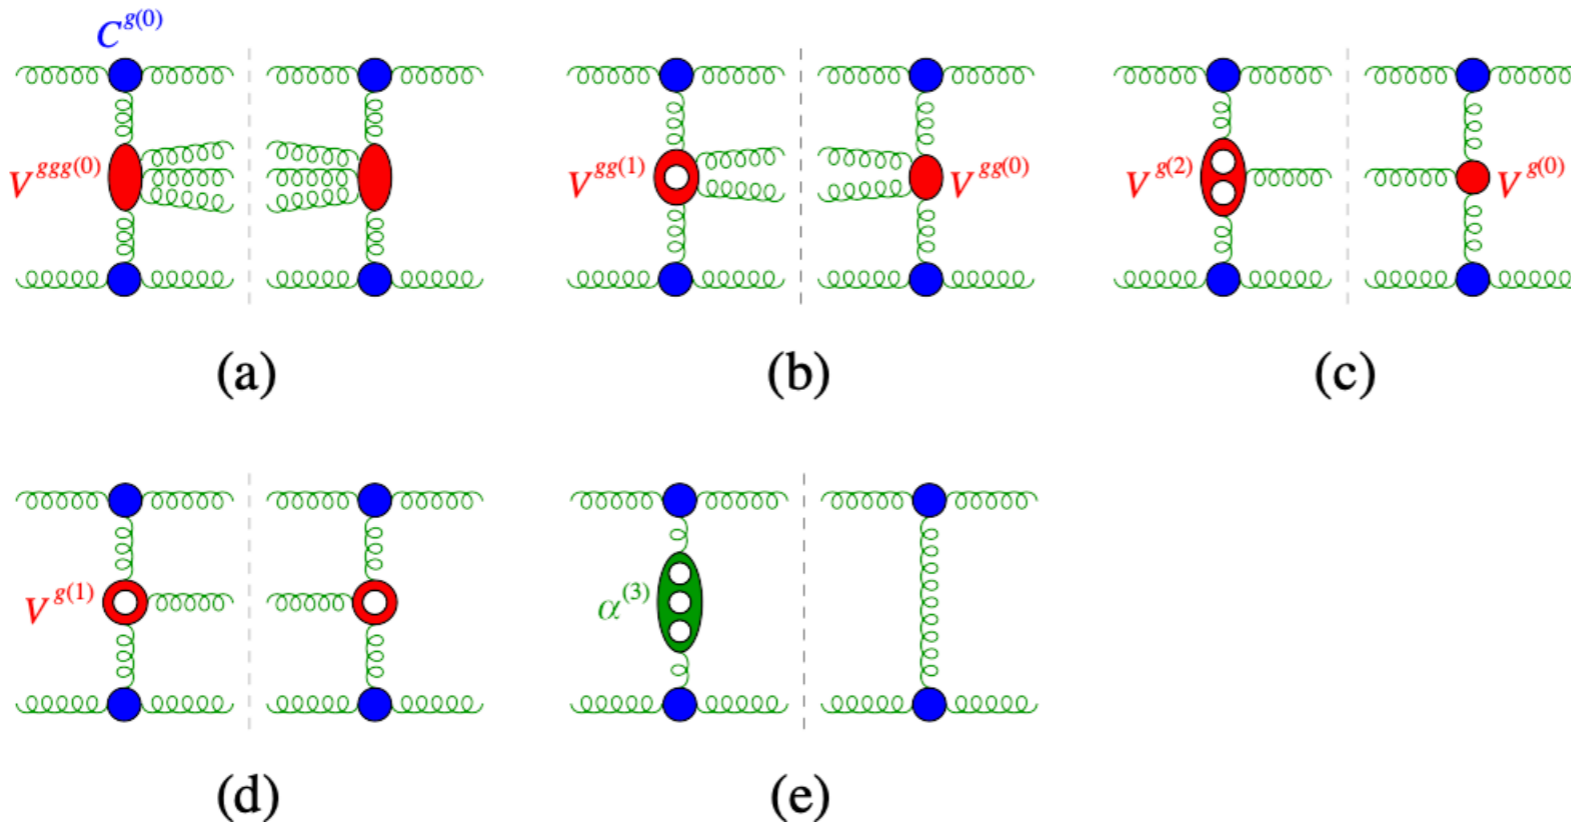 C^{g(0)}
V^{ggg(0)} V^{gg(1)} V^{gg(0)} V^{g(2)} V^{g(0)}
(a) (b) (c)
V^{g(1)} α^{(3)}
(d) (e)